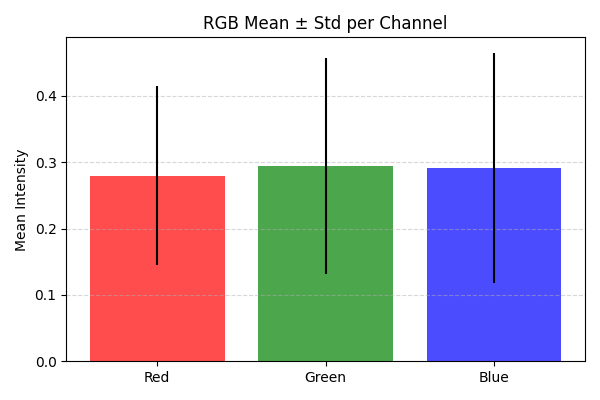 RGB Mean ± Std per Channel
Mean Intensity
0.4
0.3
0.2
0.1
0.0
Red
Green
Blue